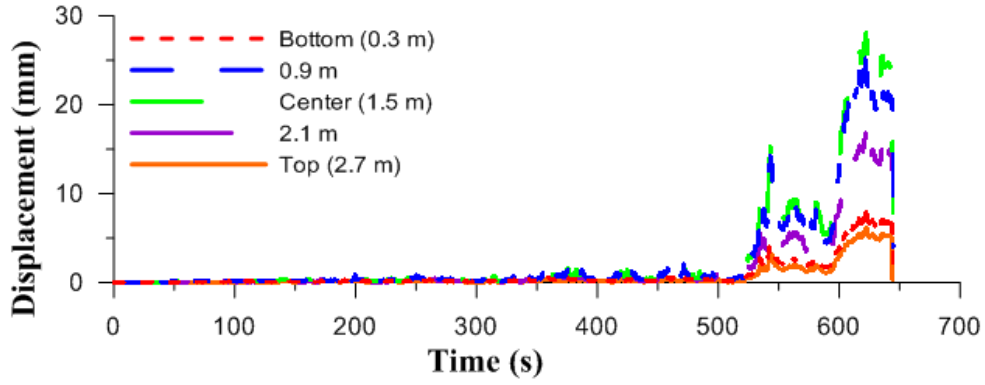 30
20
10
0
Displacement (mm)
Bottom (0.3 m)
0.9 m
Center (1.5 m)
2.1 m
Top (2.7 m)
0 100 200 300 400 500 600 700
Time (s)